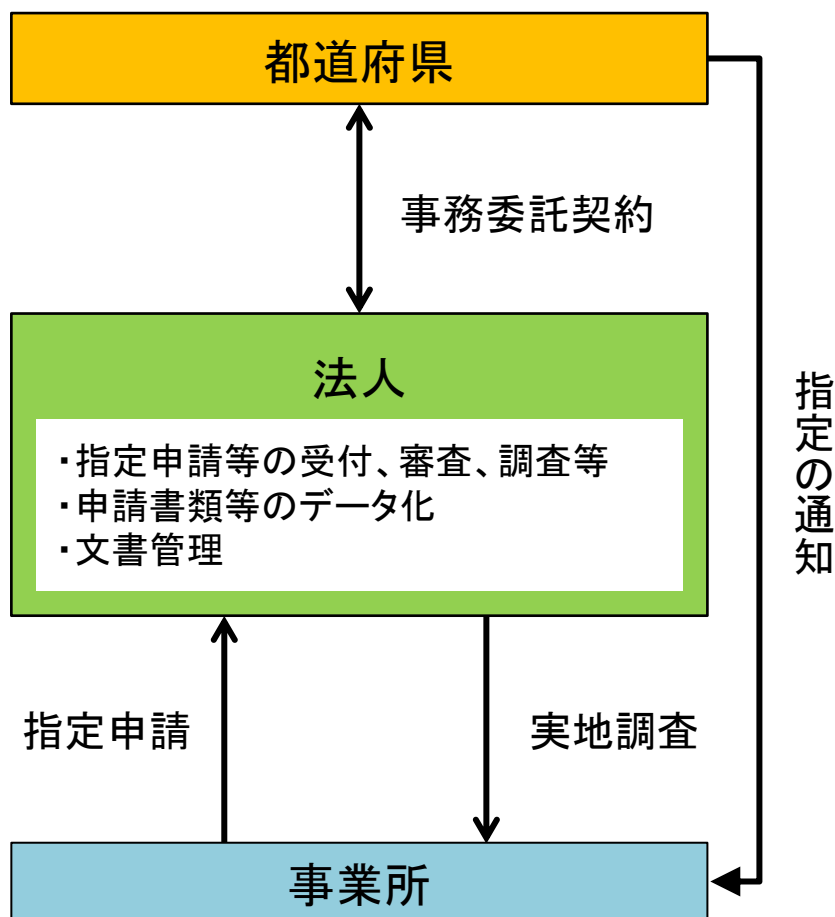 都道府県
事務委託契約
法人
・指定申請等の受付、審査、調査等
・申請書類等のデータ化
・文書管理
指定の通知
指定申請
実地調査
事業所